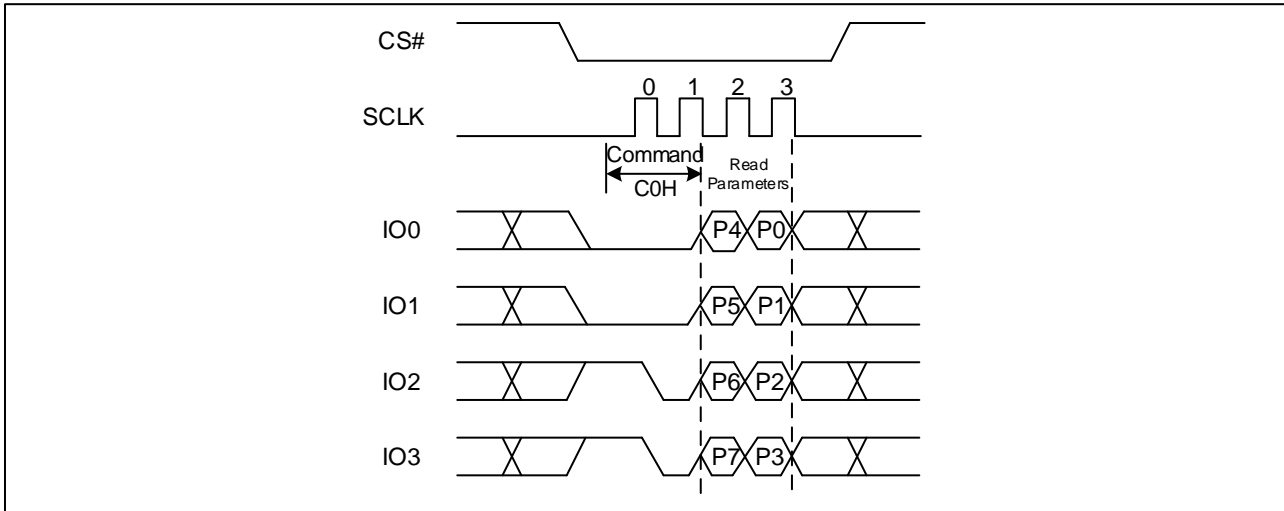 CS#
0 1 2 3
SCLK
Command Read
Parameters
C0H
IO0 P4 P0
IO1 P5 P1
IO2 P6 P2
IO3 P7 P3